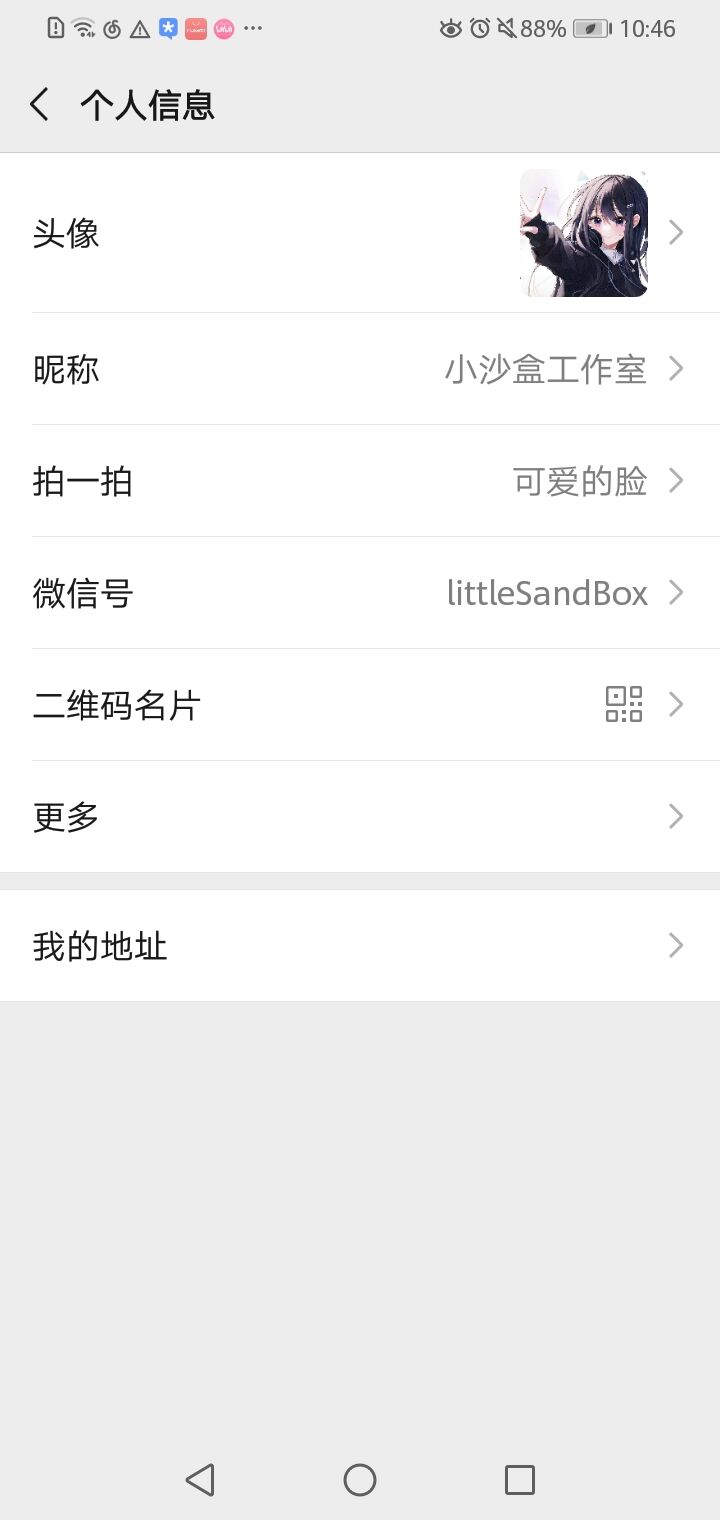 88% 10:46
个人信息
头像
昵称 小沙盒工作室
拍一拍 可爱的脸
微信号 littleSandBox
二维码名片
更多
我的地址